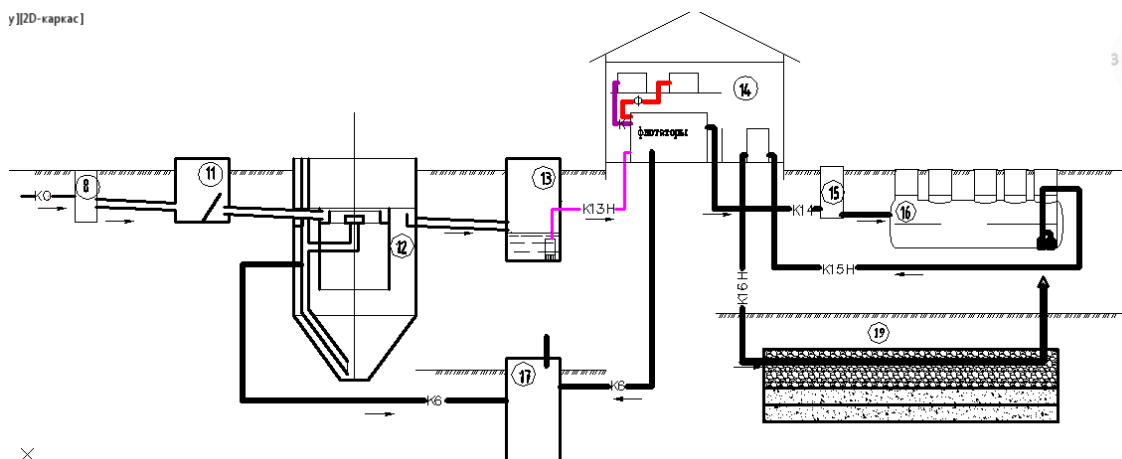 у][2D-каркас]
3
14
К
флотаторы
8
11
13
К0
15
К13Н
К14
16
12
К15Н
К16Н
19
17
К6
К6